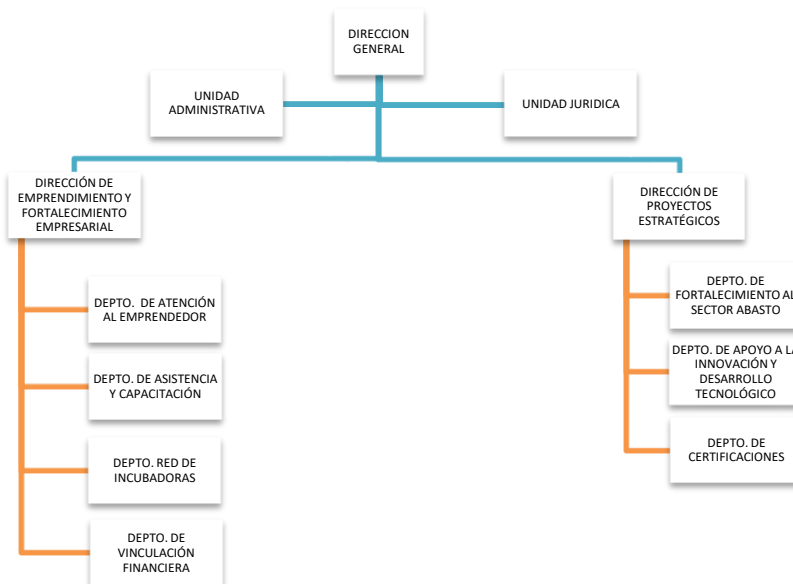 DIRECCION
GENERAL
UNIDAD
ADMINISTRATIVA
UNIDAD JURIDICA
DIRECCIÓN DE
EMPRENDIMIENTO Y
FORTALECIMIENTO
EMPRESARIAL
DIRECCIÓN DE
PROYECTOS
ESTRATÉGICOS
DEPTO. DE ATENCIÓN
AL EMPRENDEDOR
DEPTO. DE ASISTENCIA
Y CAPACITACIÓN
DEPTO. RED DE
INCUBADORAS
DEPTO. DE
VINCULACIÓN
FINANCIERA
DEPTO. DE
FORTALECIMIENTO AL
SECTOR ABASTO
DEPTO. DE APOYO A LA
INNOVACIÓN Y
DESARROLLO
TECNOLÓGICO
DEPTO. DE
CERTIFICACIONES